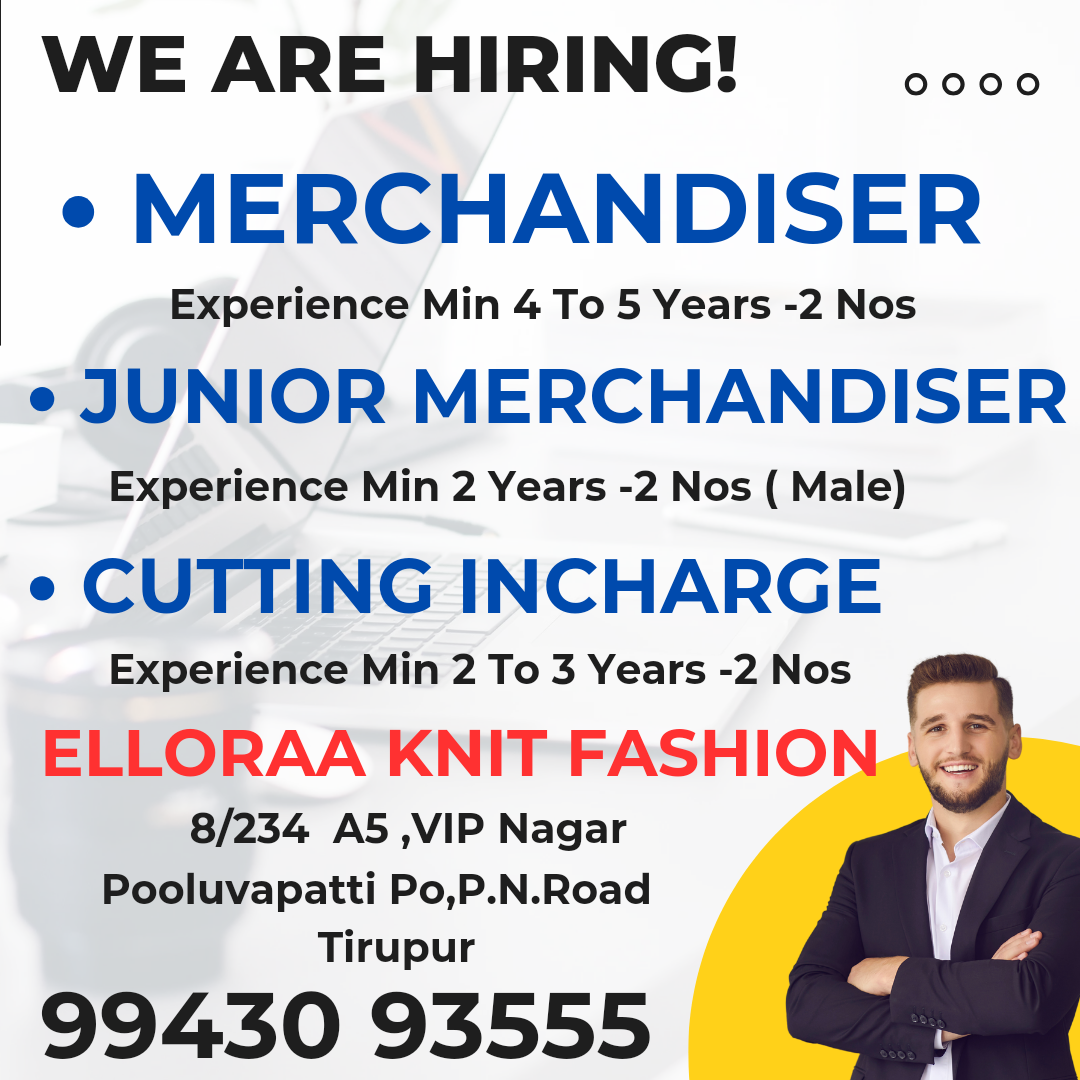 WE ARE HIRING!
• MERCHANDISER
Experience Min 4 To 5 Years -2 Nos
• JUNIOR MERCHANDISER
Experience Min 2 Years -2 Nos ( Male)
• CUTTING INCHARGE
Experience Min 2 To 3 Years -2 Nos
ELLORAA KNIT FASHION
8/234  A5 ,VIP Nagar
Pooluvapatti Po,P.N.Road
Tirupur
99430 93555